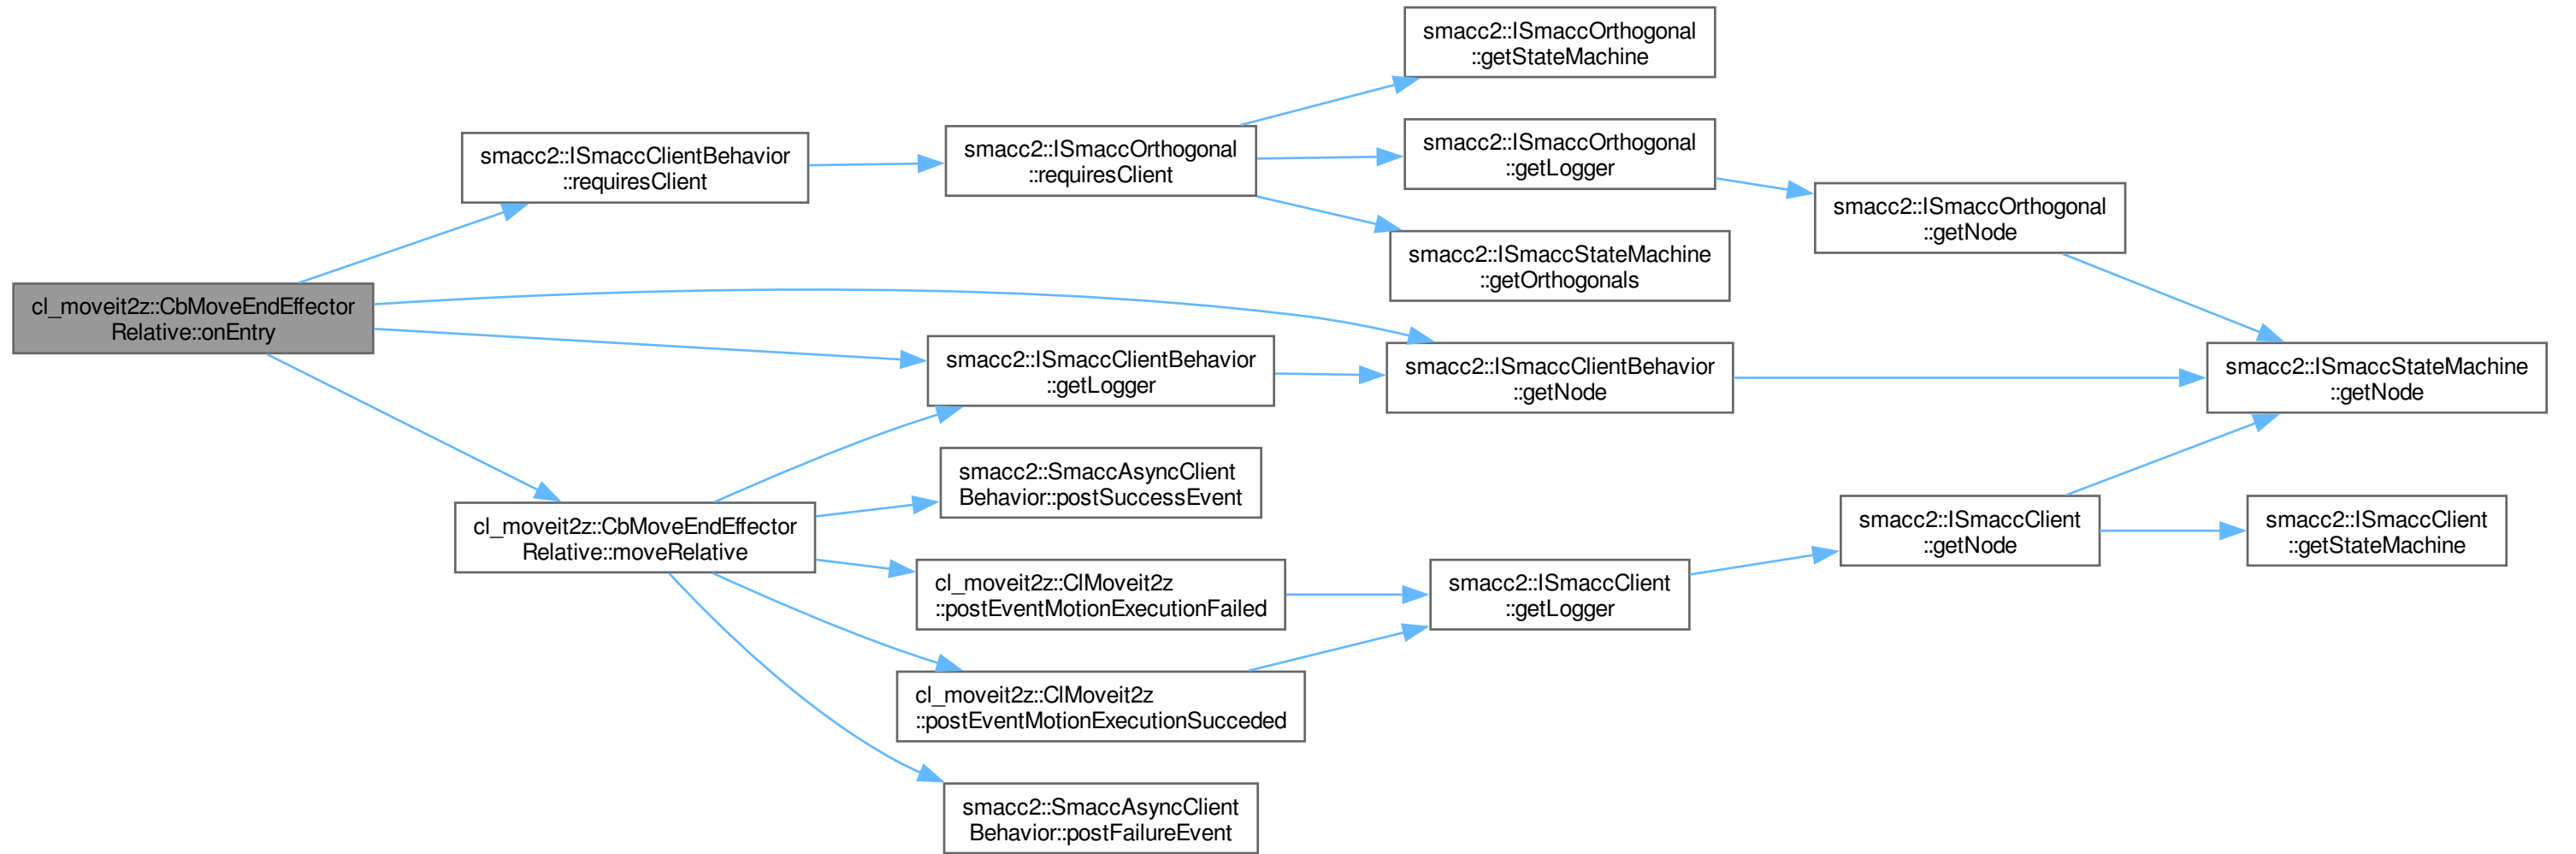 smacc2::ISmaccOrthogonal
::getStateMachine
smacc2::ISmaccClientBehavior
::requiresClient
smacc2::ISmaccOrthogonal
::requiresClient
smacc2::ISmaccOrthogonal
::getLogger
smacc2::ISmaccOrthogonal
::getNode
smacc2::ISmaccStateMachine
::getOrthogonals
cl_moveit2z::CbMoveEndEffector
Relative::onEntry
smacc2::ISmaccClientBehavior
::getLogger
smacc2::ISmaccClientBehavior
::getNode
smacc2::ISmaccStateMachine
::getNode
smacc2::SmaccAsyncClient
Behavior::postSuccessEvent
cl_moveit2z::CbMoveEndEffector
Relative::moveRelative
smacc2::ISmaccClient
::getNode
smacc2::ISmaccClient
::getStateMachine
cl_moveit2z::ClMoveit2z
::postEventMotionExecutionFailed
smacc2::ISmaccClient
::getLogger
cl_moveit2z::ClMoveit2z
::postEventMotionExecutionSucceded
smacc2::SmaccAsyncClient
Behavior::postFailureEvent